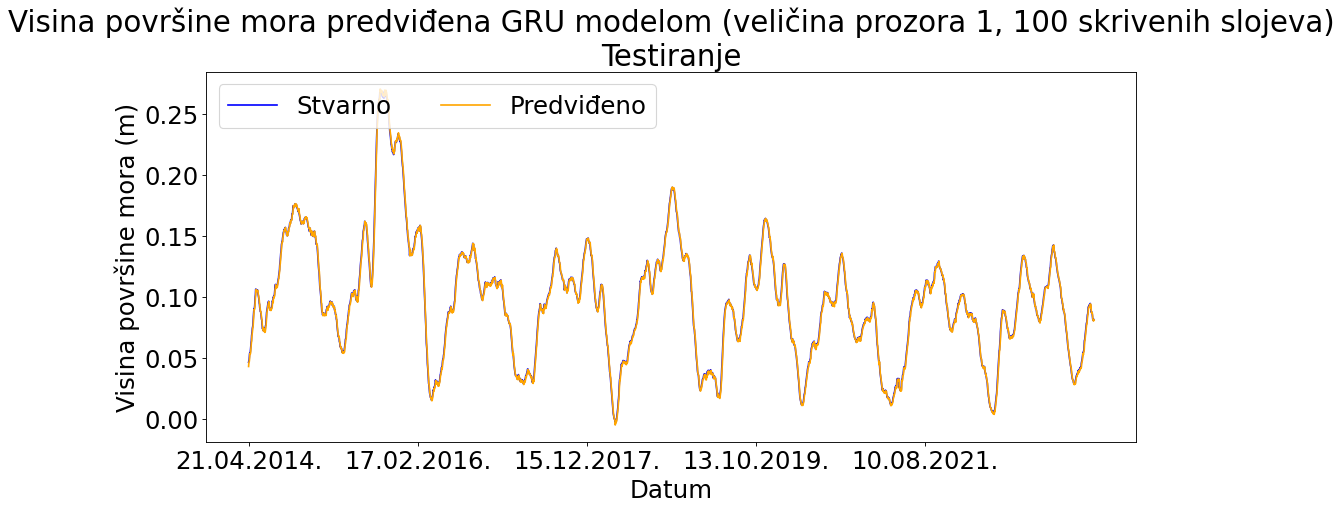 Visina površine mora predviđena GRU modelom (veličina prozora 1, 100 skrivenih slojeva)
Testiranje
Stvarno Predviđeno
Visina površine mora (m)
0.25
0.20
0.15
0.10
0.05
0.00
21.04.2014. 17.02.2016. 15.12.2017. 13.10.2019. 10.08.2021.
Datum